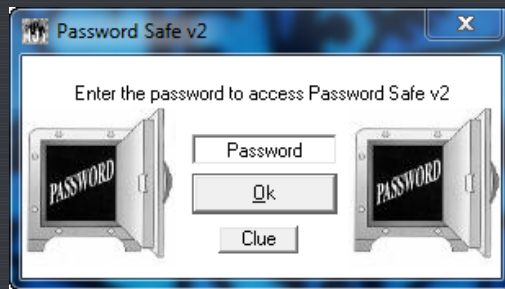 Password Safe v2
X
Enter the password to access Password Safe v2
PASSWORD
Password
PASSWORD
Ok
Clue